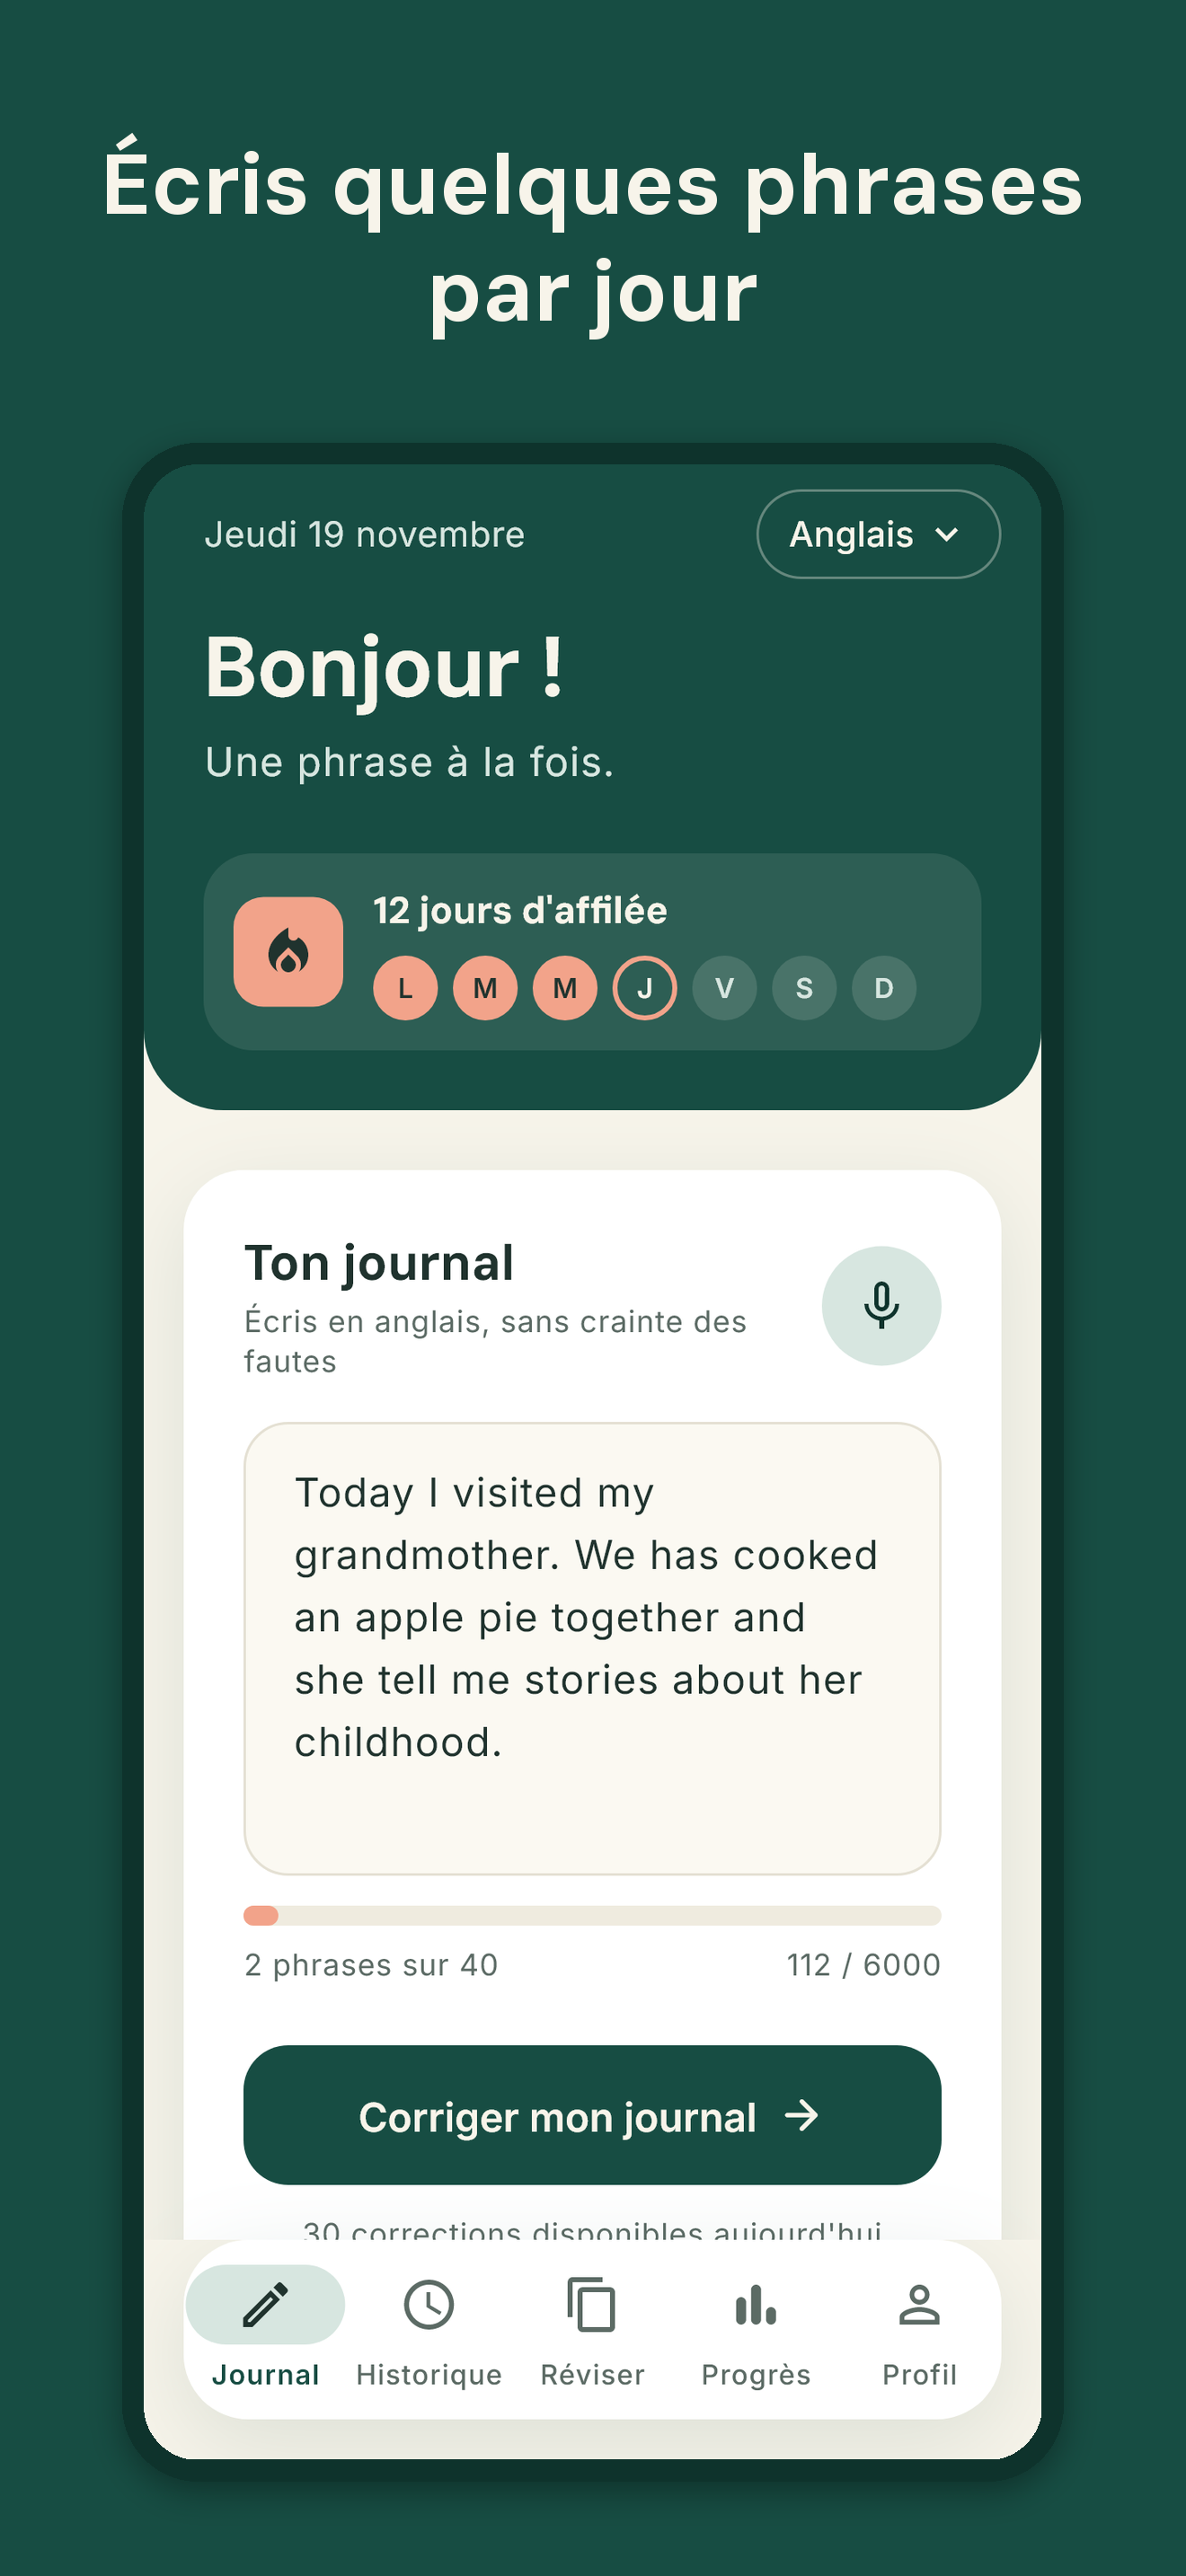 Écris quelques phrases
par jour
Jeudi 19 novembre
Anglais
Bonjour !
Une phrase à la fois.
12 jours d'affilée
L M M J V S D
Ton journal
Écris en anglais, sans crainte des
fautes
Today I visited my
grandmother. We has cooked
an apple pie together and
she tell me stories about her
childhood.
2 phrases sur 40
112 / 6000
Corriger mon journal
30 corrections disponibles aujourd'hui
Journal
Historique
Réviser
Progrès
Profil